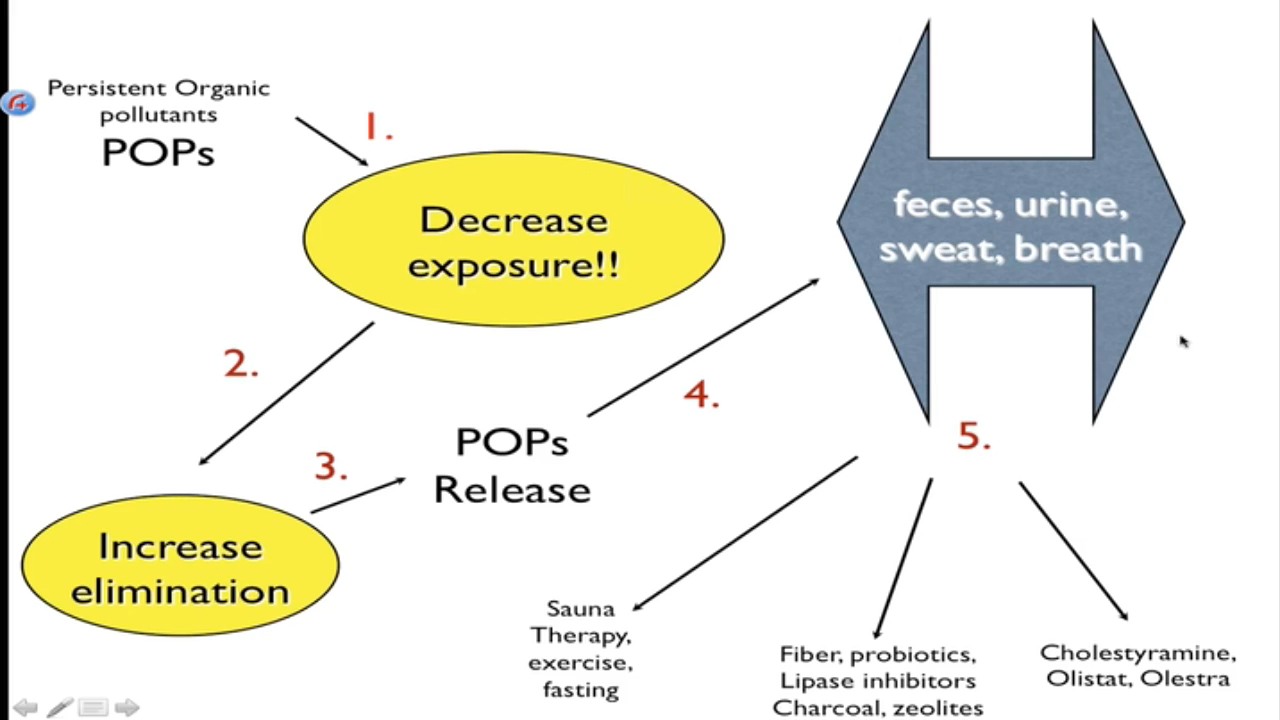 Persistent Organic
pollutants
POPs
1.
Decrease
exposure!!
feces, urine,
sweat, breath
2.
3.
4.
POPs
Release
5.
Increase
elimination
Sauna
Therapy,
exercise,
fasting
Fiber, probiotics,
Lipase inhibitors
Charcoal, zeolites
Cholestyramine,
Olistat, Olestra